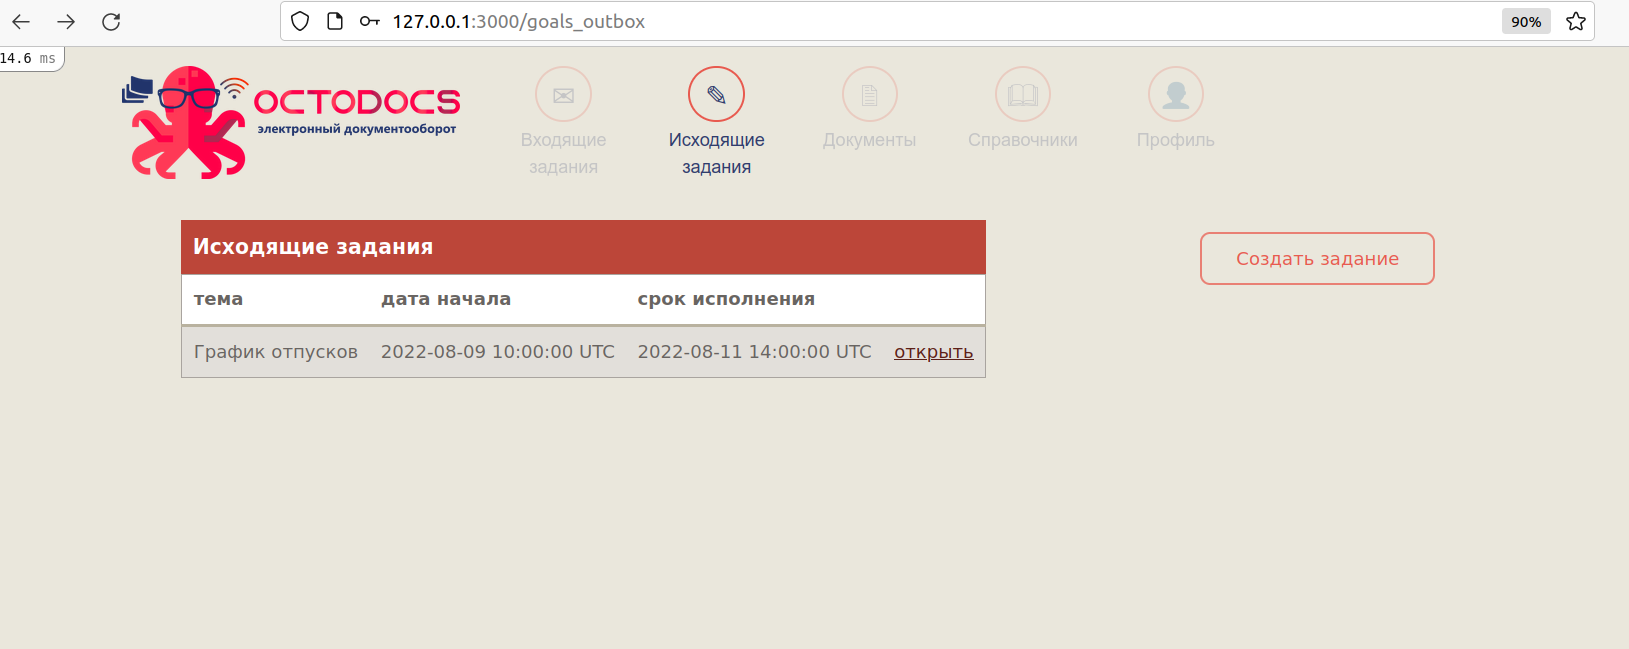 127.0.0.1:3000/goals_outbox
90%
14.6 ms
OCTODOCS
электронный документооборот
Входящие
задания
Исходящие
задания
Документы
Справочники
Профиль
Исходящие задания
Создать задание
тема дата начала срок исполнения
График отпусков 2022-08-09 10:00:00 UTC 2022-08-11 14:00:00 UTC открыть